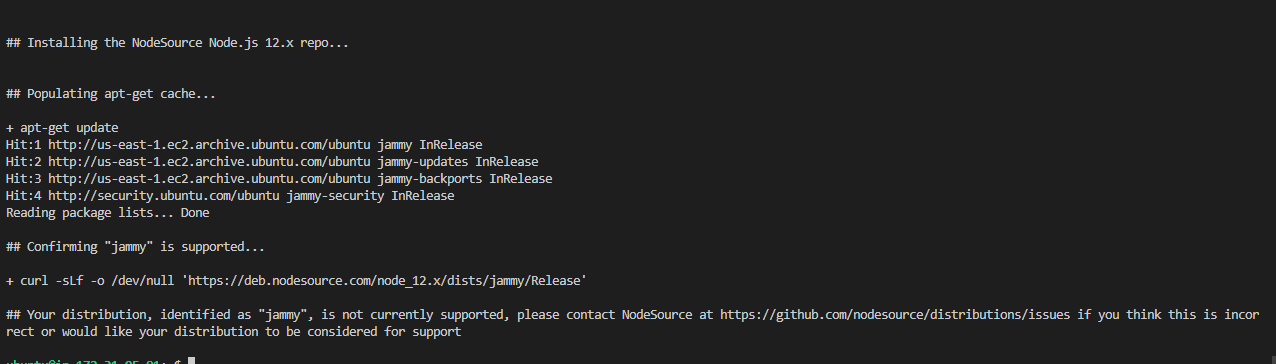 ## Installing the NodeSource Node.js 12.x repo...
## Populating apt-get cache...
+ apt-get update
Hit:1 http://us-east-1.ec2.archive.ubuntu.com/ubuntu jammy InRelease
Hit:2 http://us-east-1.ec2.archive.ubuntu.com/ubuntu jammy-updates InRelease
Hit:3 http://us-east-1.ec2.archive.ubuntu.com/ubuntu jammy-backports InRelease
Hit:4 http://security.ubuntu.com/ubuntu jammy-security InRelease
Reading package lists... Done
## Confirming "jammy" is supported...
+ curl -sLf -o /dev/null 'https://deb.nodesource.com/node_12.x/dists/jammy/Release'
## Your distribution, identified as "jammy", is not currently supported, please contact NodeSource at https://github.com/nodesource/distributions/issues if you think this is incor
rect or would like your distribution to be considered for support